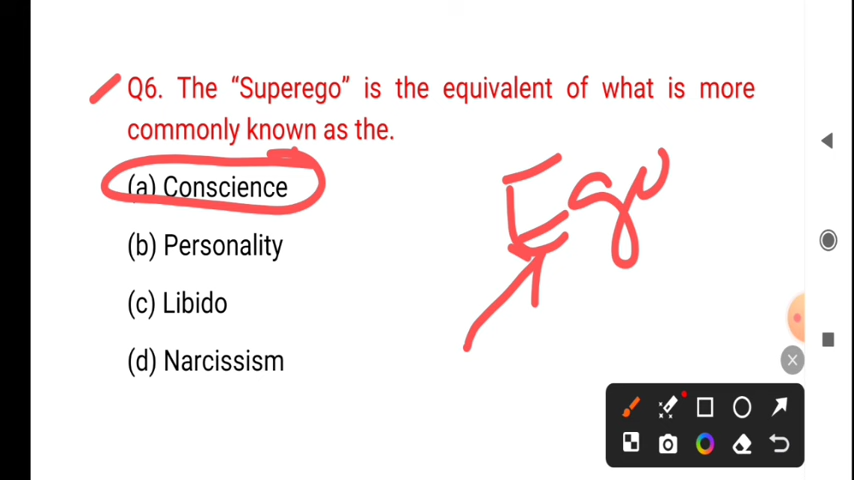 Q6. The “Superego” is the equivalent of what is more
commonly known as the.
(a) Conscience
(b) Personality
(c) Libido
(d) Narcissism
Ego